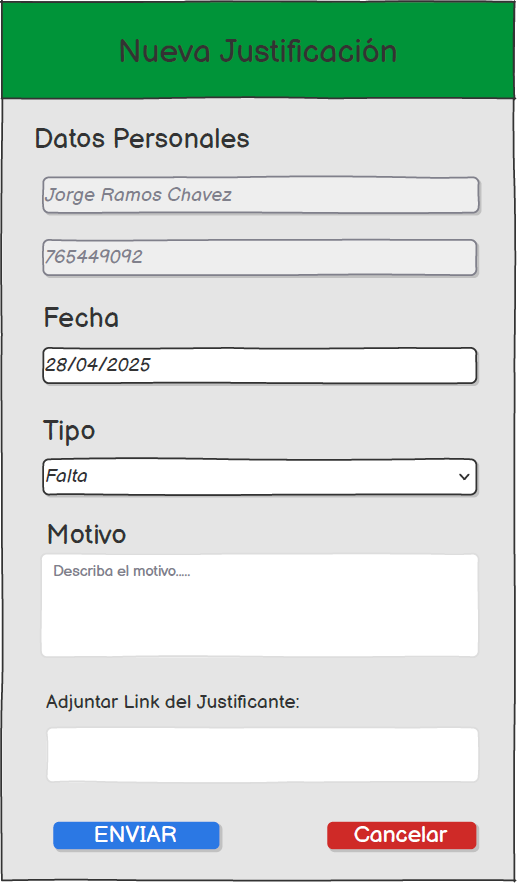 Nueva Justificación
Datos Personales
Jorge Ramos Chavez
765449092
Fecha
28/04/2025
Tipo
Falta
Motivo
Describa el motivo.....
Adjuntar Link del Justificante:
ENVIAR
Cancelar